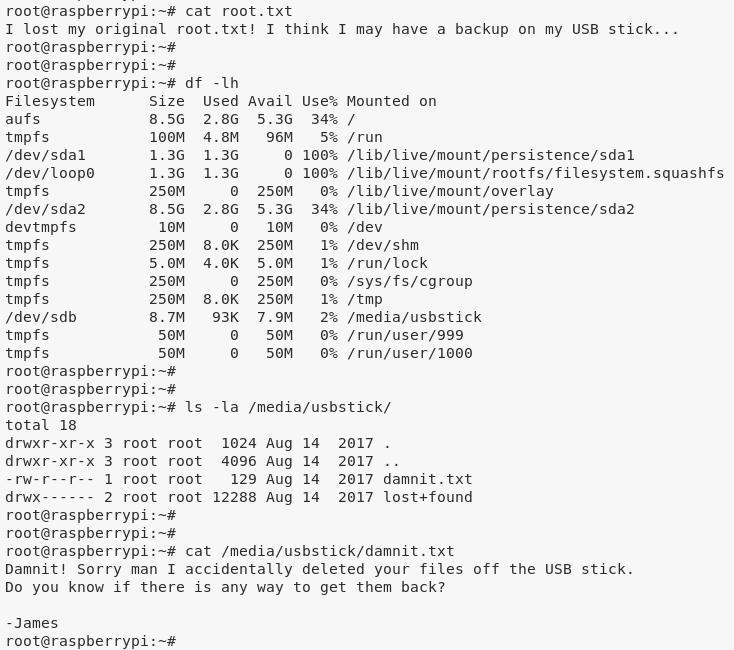 root@raspberrypi:~# cat root.txt
I lost my original root.txt! I think I may have a backup on my USB stick...
root@raspberrypi:~#
root@raspberrypi:~#
root@raspberrypi:~# df -lh
Filesystem      Size  Used Avail Use% Mounted on
aufs            8.5G  2.8G  5.3G  34% /
tmpfs           100M  4.8M   96M   5% /run
/dev/sda1       1.3G  1.3G     0 100% /lib/live/mount/persistence/sda1
/dev/loop0      1.3G  1.3G     0 100% /lib/live/mount/rootfs/filesystem.squashfs
tmpfs           250M     0  250M   0% /lib/live/mount/overlay
/dev/sda2       8.5G  2.8G  5.3G  34% /lib/live/mount/persistence/sda2
devtmpfs         10M     0   10M   0% /dev
tmpfs           250M  8.0K  250M   1% /dev/shm
tmpfs           5.0M  4.0K  5.0M   1% /run/lock
tmpfs           250M     0  250M   0% /sys/fs/cgroup
tmpfs           250M  8.0K  250M   1% /tmp
/dev/sdb        8.7M   93K  7.9M   2% /media/usbstick
tmpfs            50M     0   50M   0% /run/user/999
tmpfs            50M     0   50M   0% /run/user/1000
root@raspberrypi:~#
root@raspberrypi:~#
root@raspberrypi:~# ls -la /media/usbstick/
total 18
drwxr-xr-x 3 root root  1024 Aug 14  2017 .
drwxr-xr-x 3 root root  4096 Aug 14  2017 ..
-rw-r--r-- 1 root root   129 Aug 14  2017 damnit.txt
drwx------ 2 root root 12288 Aug 14  2017 lost+found
root@raspberrypi:~#
root@raspberrypi:~#
root@raspberrypi:~# cat /media/usbstick/damnit.txt
Damnit! Sorry man I accidentally deleted your files off the USB stick.
Do you know if there is any way to get them back?

-James
root@raspberrypi:~#